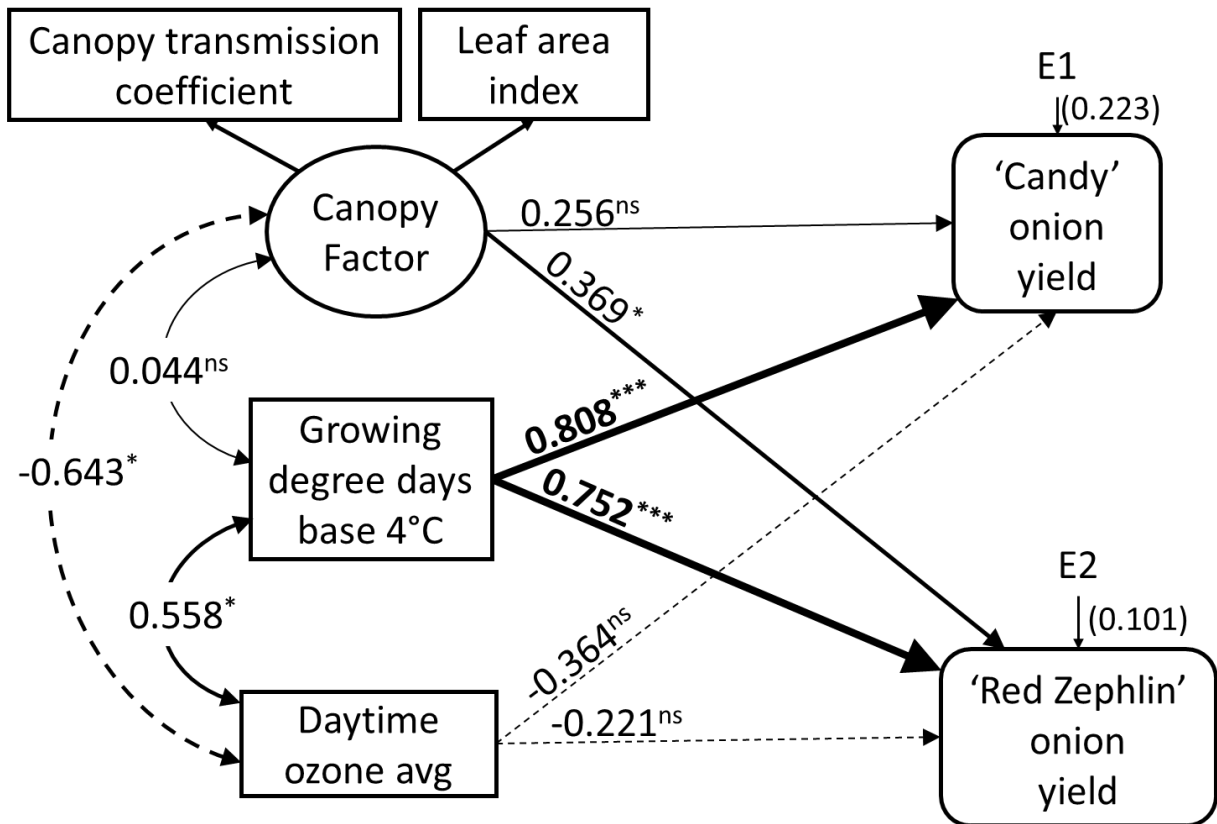 Canopy transmission
coefficient
Leaf area
index
E1
(0.223)
‘Candy’
onion
yield
Canopy
Factor
0.256ns
0.369*
0.044ns
0.808***
Growing
degree days
base 4°C
0.752***
-0.643*
0.558*
E2
(0.101)
-0.364ns
-0.221ns
Daytime
ozone avg
‘Red Zephlin’
onion
yield